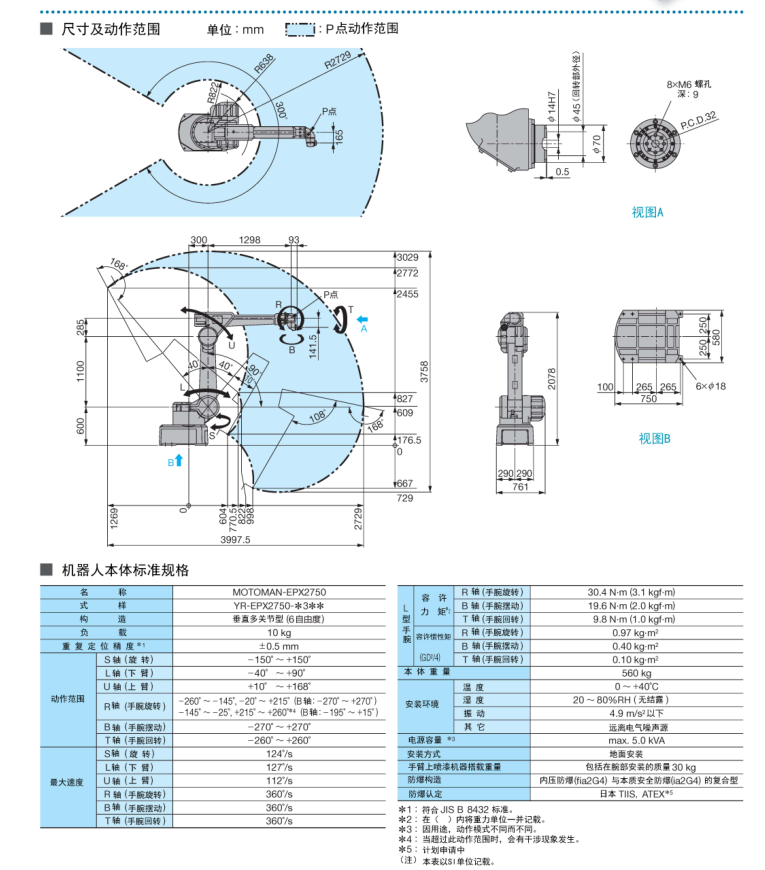 ■ 尺寸及动作范围 单位：mm ：P点动作范围
R638
R2729
R822
300°
P点
165
φ14H7
φ45（回转部外径）
φ70
0.5
8×M6 螺孔
深：9
P.C.D.32
视图A
300 1298 93
3029
2772
2455
168°
P点
R
T
A
U
B
285
141.5
40° 40° 90°
70°
L
1100
3758
827
609
108°
168°
600
S
176.5
0
B
667
729
1269
0
604
770.5
822
998
2729
3997.5
2078
290 290
761
250 250
580
100 265 265
6×φ18
750
视图B
■ 机器人本体标准规格
名 称 MOTOMAN-EPX2750
式 样 YR-EPX2750-＊3＊＊
构 造 垂直多关节型 (6自由度)
负 载 10 kg
重 复 定 位 精 度 ＊1 ±0.5 mm
动作范围
S 轴 (旋 转) −150°～ +150°
L 轴 (下 臂) −40° ～ +90°
U 轴 (上 臂) +10° ～ +168°
R轴 (手腕旋转) −260°～ −145°, −20°～ +215° (B轴: −270°～ +270°)
−145°～ −25°, +215°～ +260°＊4 (B轴: −195°～ +15°)
B 轴 (手腕摆动) −270°～ +270°
T 轴 (手腕回转) −260°～ +260°
最大速度
S轴 (旋 转) 124°/s
L 轴 (下 臂) 127°/s
U 轴 (上 臂) 112°/s
R 轴 (手腕旋转) 360°/s
B 轴 (手腕摆动) 360°/s
T 轴 (手腕回转) 360°/s
L型手腕
容 许 力 矩＊2
R 轴 (手腕旋转) 30.4 N·m (3.1 kgf·m)
B 轴 (手腕摆动) 19.6 N·m (2.0 kgf·m)
T 轴 (手腕回转) 9.8 N·m (1.0 kgf·m)
容许惯性矩 (GD²/4)
R 轴 (手腕旋转) 0.97 kg·m²
B 轴 (手腕摆动) 0.40 kg·m²
T 轴 (手腕回转) 0.10 kg·m²
本 体 重 量 560 kg
安装环境
温 度 0 ～ +40℃
湿 度 20 ～ 80%RH (无结露)
振 动 4.9 m/s² 以下
其 它 远离电气噪声源
电源容量 ＊3 max. 5.0 kVA
安装方式 地面安装
手臂上喷漆机器搭载重量 包括在腕部安装的质量30 kg
防爆构造 内压防爆(fia2G4) 与本质安全防爆(ia2G4) 的复合型
防爆认定 日本 TIIS, ATEX＊5
＊1：符合 JIS B 8432 标准。
＊2：在（ ）内将重力单位一并记载。
＊3：因用途，动作模式不同而不同。
＊4：当超过此动作范围时，会有干涉现象发生。
＊5：计划申请中
（注）本表以SI单位记载。